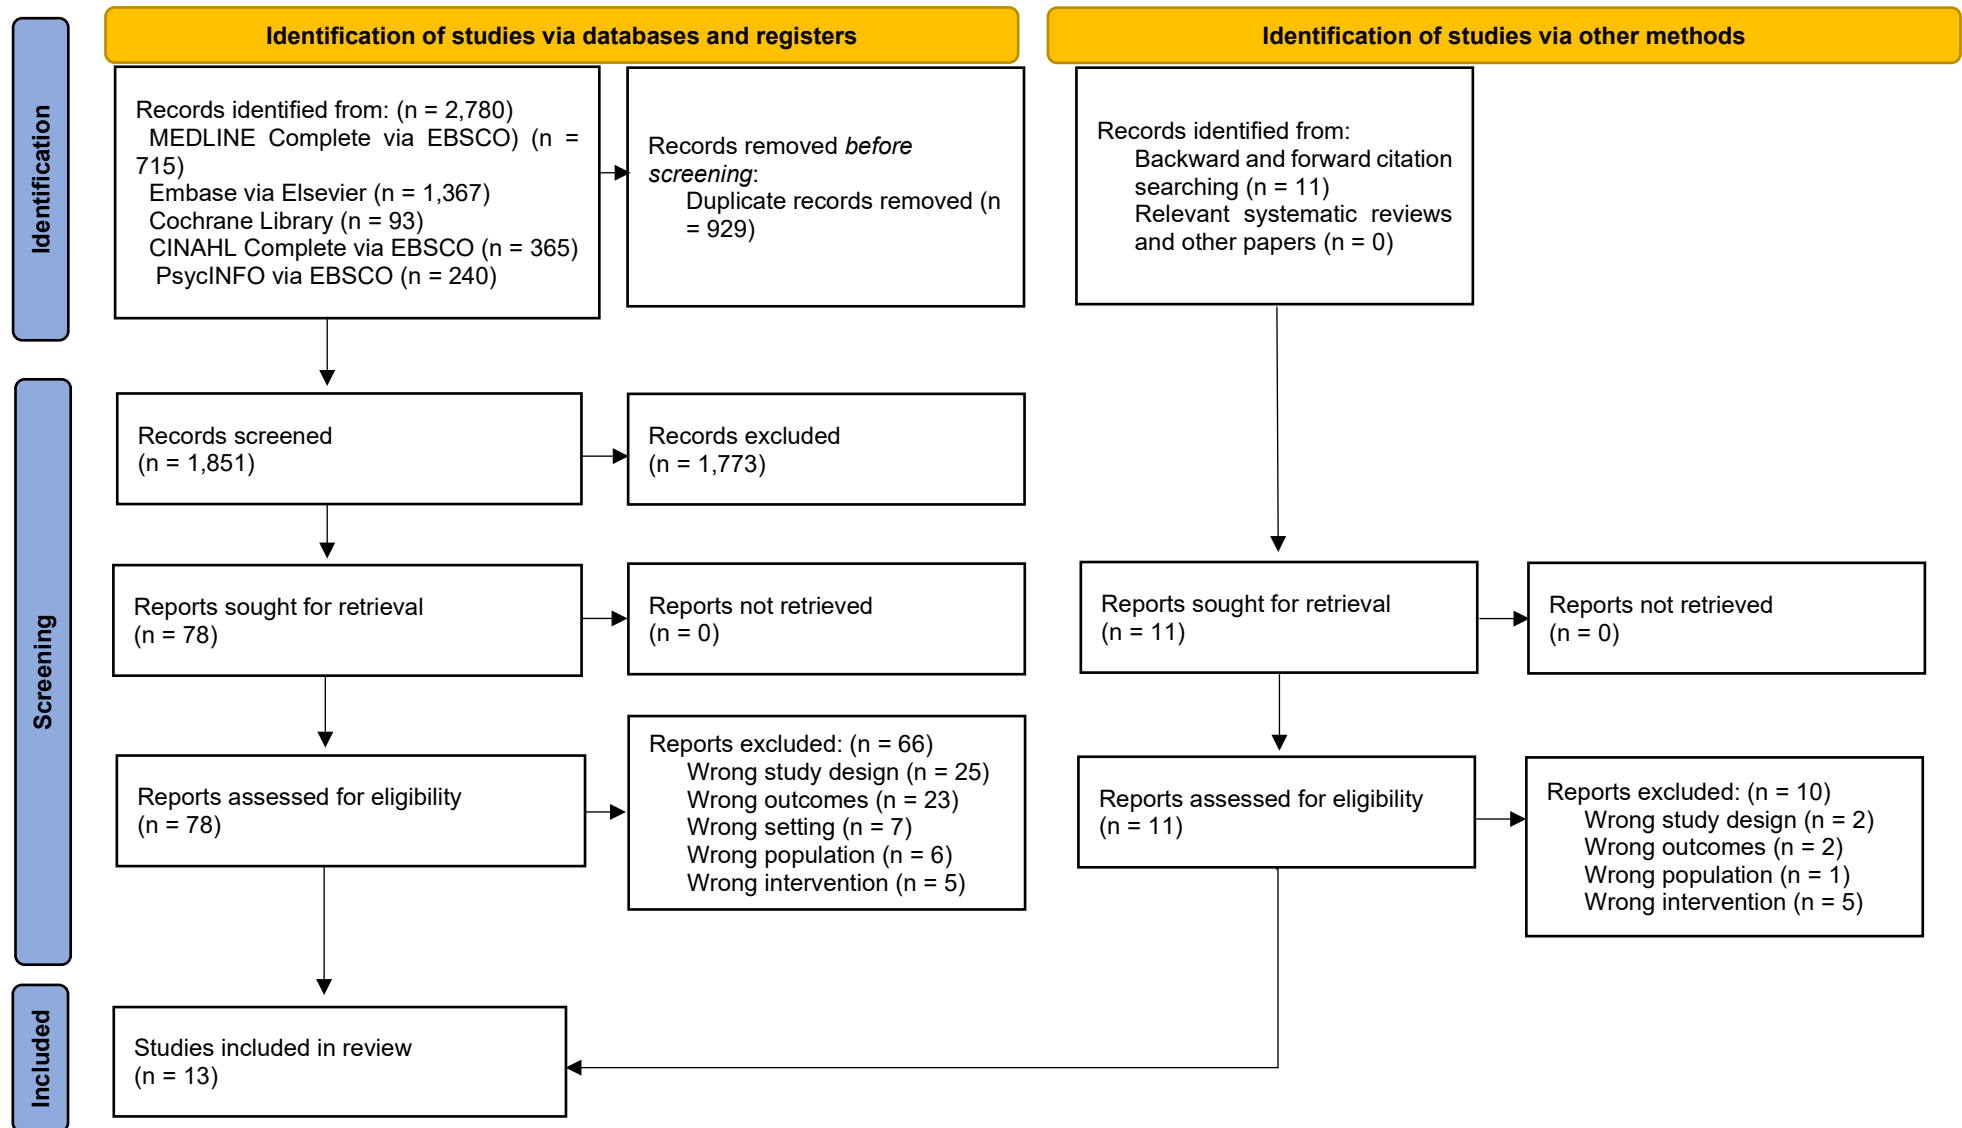 Identification of studies via databases and registers
Identification of studies via other methods
Identification
Records identified from: (n = 2,780)
MEDLINE Complete via EBSCO) (n =
715)
Embase via Elsevier (n = 1,367)
Cochrane Library (n = 93)
CINAHL Complete via EBSCO (n = 365)
PsycINFO via EBSCO (n = 240)
Records removed before
screening:
Duplicate records removed (n
= 929)
Records identified from:
Backward and forward citation
searching (n = 11)
Relevant systematic reviews
and other papers (n = 0)
Screening
Records screened
(n = 1,851)
Records excluded
(n = 1,773)
Reports sought for retrieval
(n = 78)
Reports not retrieved
(n = 0)
Reports sought for retrieval
(n = 11)
Reports not retrieved
(n = 0)
Reports assessed for eligibility
(n = 78)
Reports excluded: (n = 66)
Wrong study design (n = 25)
Wrong outcomes (n = 23)
Wrong setting (n = 7)
Wrong population (n = 6)
Wrong intervention (n = 5)
Reports assessed for eligibility
(n = 11)
Reports excluded: (n = 10)
Wrong study design (n = 2)
Wrong outcomes (n = 2)
Wrong population (n = 1)
Wrong intervention (n = 5)
Included
Studies included in review
(n = 13)